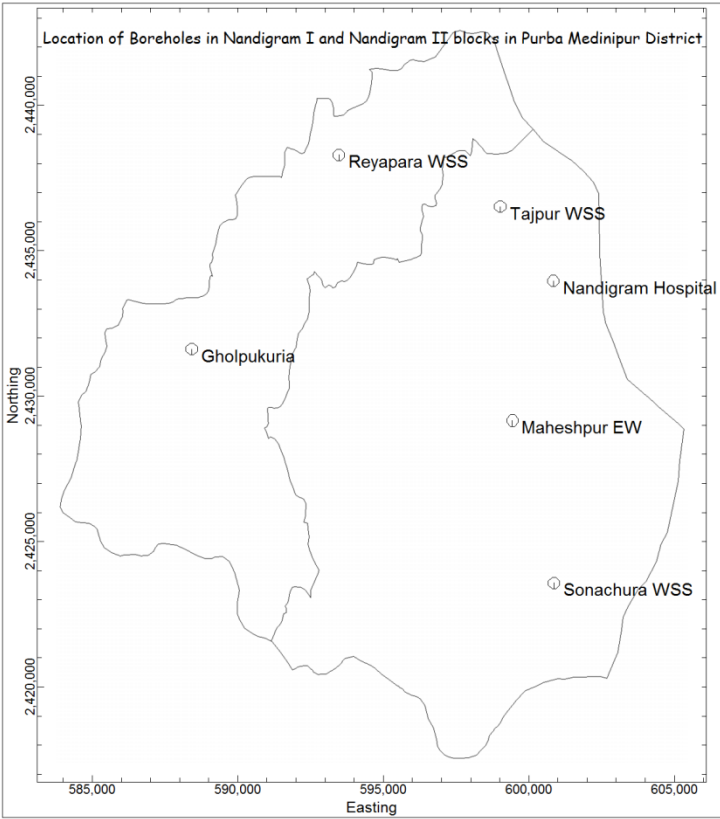 Location of Boreholes in Nandigram I and Nandigram II blocks in Purba Medinipur District
2,440,000
Reyapara WSS
Tajpur WSS
2,435,000
Nandigram Hospital
Gholpukuria
Northing
2,430,000
Maheshpur EW
2,425,000
Sonachura WSS
2,420,000
585,000 590,000 595,000 600,000 605,000
Easting